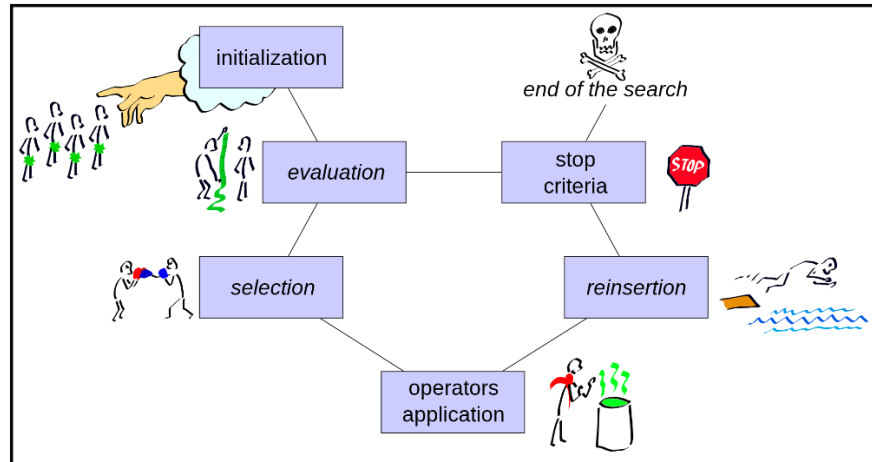 initialization
end of the search
evaluation
stop
criteria
STOP
selection
reinsertion
operators
application